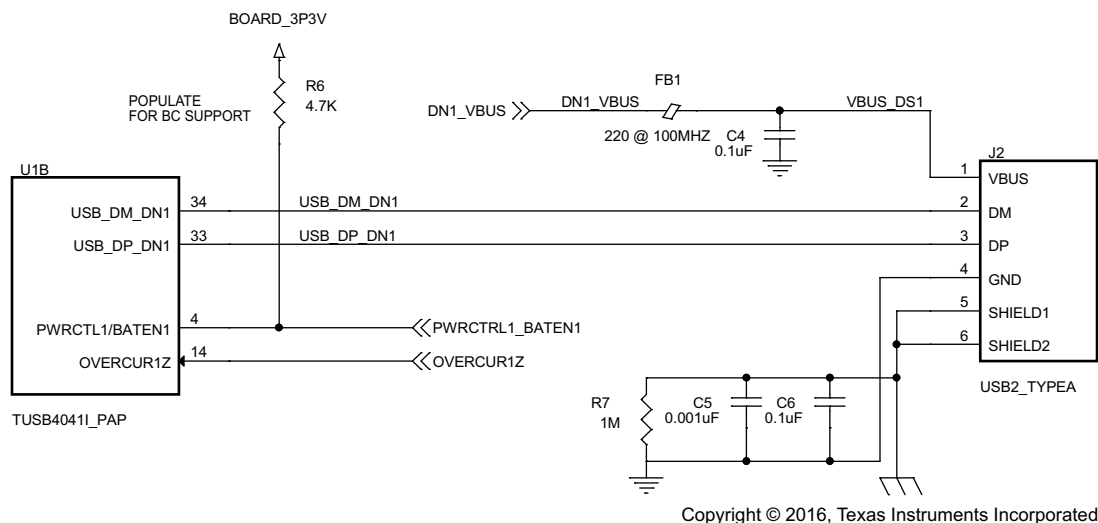 BOARD_3P3V
R6
4.7K
POPULATE
FOR BC SUPPORT
FB1
DN1_VBUS
DN1_VBUS
VBUS_DS1
220 @ 100MHZ
C4
0.1uF
J2
1
VBUS
U1B
USB_DM_DN1
34
USB_DM_DN1
2
DM
USB_DP_DN1
33
USB_DP_DN1
3
DP
4
GND
5
SHIELD1
PWRCTL1/BATEN1
4
PWRCTRL1_BATEN1
6
SHIELD2
OVERCUR1Z
14
OVERCUR1Z
USB2_TYPEA
TUSB4041I_PAP
R7
1M
C5
0.001uF
C6
0.1uF
Copyright © 2016, Texas Instruments Incorporated